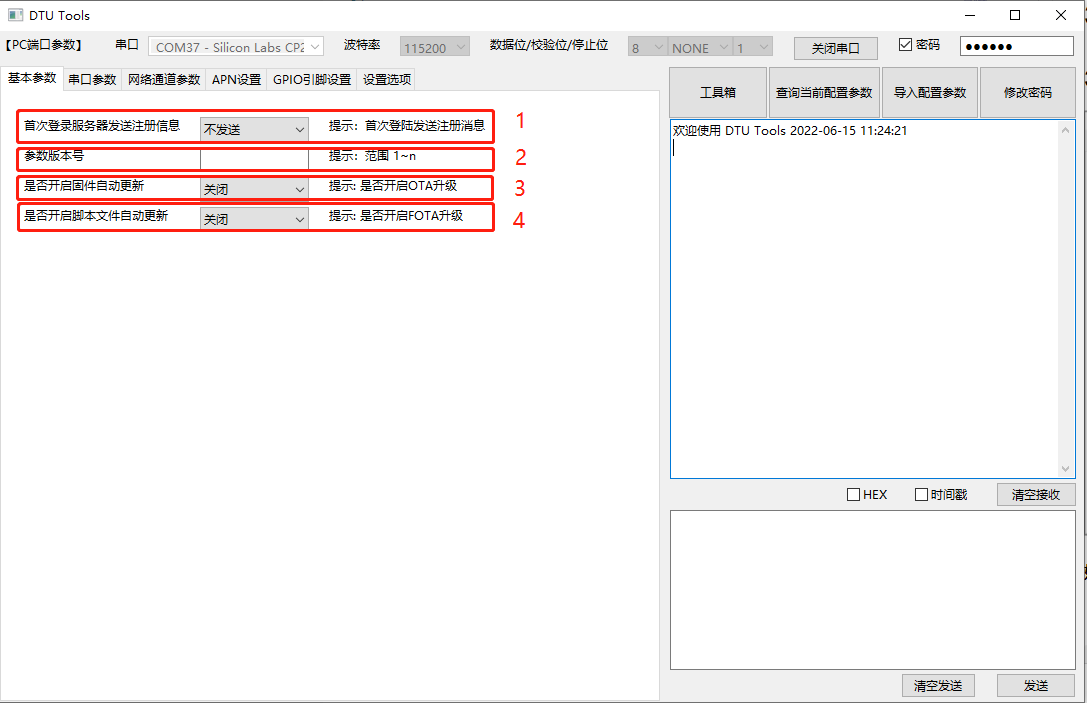 DTU Tools
【PC端口参数】 串口 COM37 - Silicon Labs CP2 波特率 115200 数据位/校验位/停止位 8 NONE 1 关闭串口 密码 ●●●●●●
基本参数 串口参数 网络通道参数 APN设置 GPIO引脚设置 设置选项
工具箱 查询当前配置参数 导入配置参数 修改密码
首次登录服务器发送注册信息 不发送 提示：首次登陆发送注册消息 1
参数版本号 提示：范围 1~n 2
是否开启固件自动更新 关闭 提示: 是否开启OTA升级 3
是否开启脚本文件自动更新 关闭 提示: 是否开启FOTA升级 4
欢迎使用 DTU Tools 2022-06-15 11:24:21
HEX 时间戳 清空接收
清空发送 发送